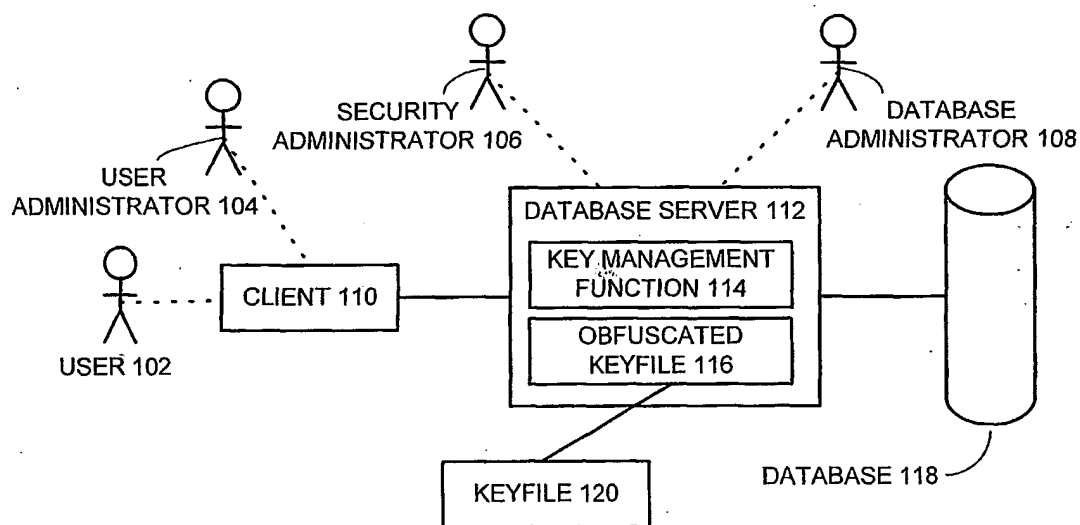 SECURITY
ADMINISTRATOR 106
DATABASE
ADMINISTRATOR 108
USER
ADMINISTRATOR 104
DATABASE SERVER 112
KEY MANAGEMENT
FUNCTION 114
CLIENT 110
OBFUSCATED
KEYFILE 116
USER 102
DATABASE 118
KEYFILE 120